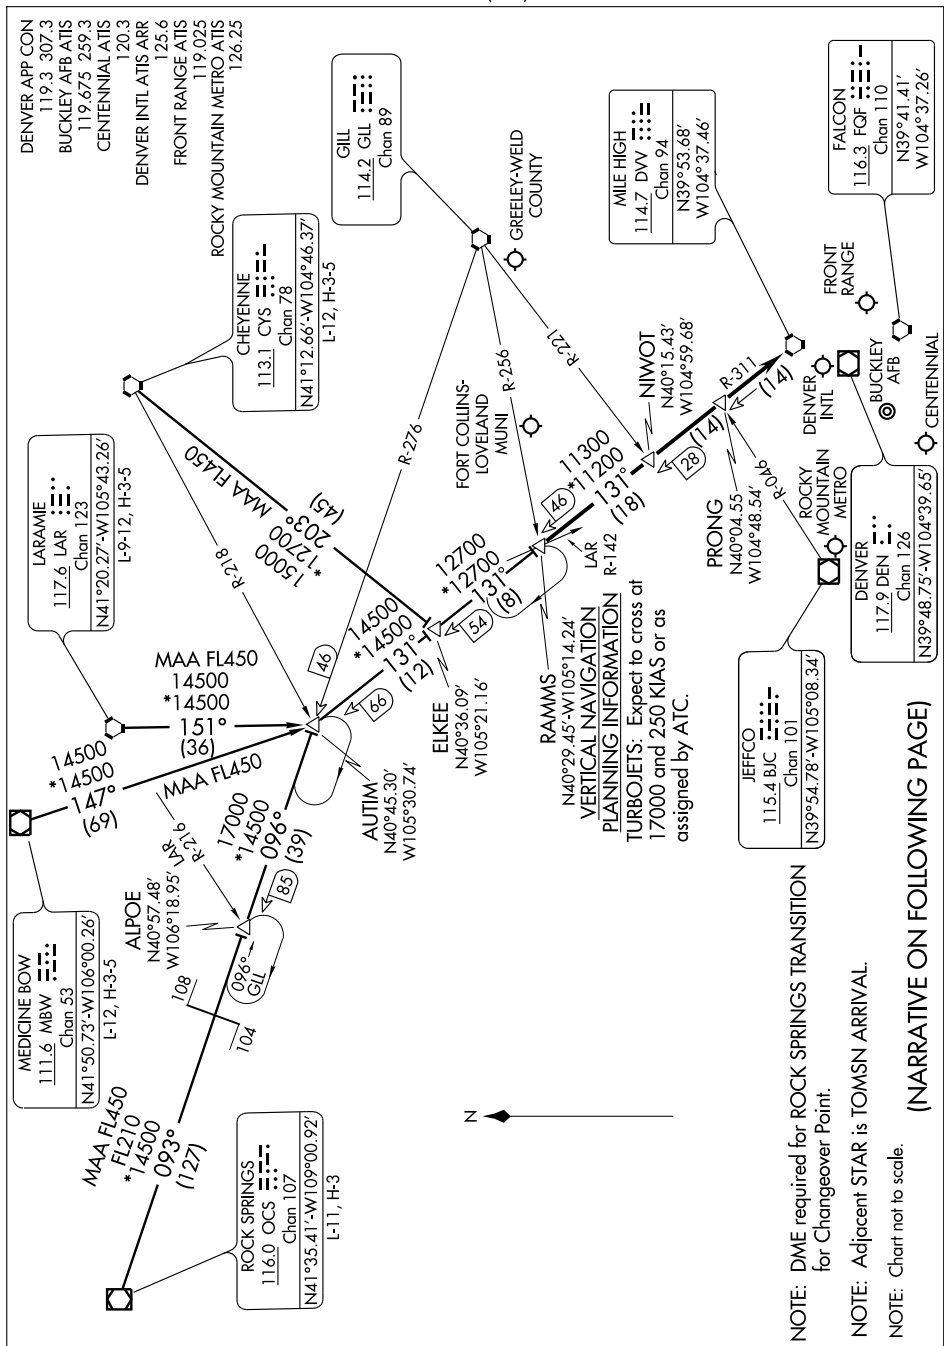 DENVER APP CON
119.3 307.3
BUCKLEY AFB ATIS
119.675 259.3
CENTENNIAL ATIS
120.3
DENVER INTL ATIS ARR
125.6
FRONT RANGE ATIS
119.025
ROCKY MOUNTAIN METRO ATIS
126.25
GILL
114.2 GLL
Chan 89
CHEYENNE
113.1 CYS
Chan 78
N41°12.66'-W104°46.37'
L-12, H-3-5
LARAMIE
117.6 LAR
Chan 123
N41°20.27'-W105°43.26'
L-9-12, H-3-5
MEDICINE BOW
111.6 MBW
Chan 53
N41°50.73'-W106°00.26'
L-12, H-3-5
ROCK SPRINGS
116.0 OCS
Chan 107
N41°35.41'-W109°00.92'
L-11, H-3
MILE HIGH
114.7 DVV
Chan 94
N39°53.68'
W104°37.46'
FALCON
116.3 FQF
Chan 110
N39°41.41'
W104°37.26'
JEFFCO
115.4 BJC
Chan 101
N39°54.78'-W105°08.34'
DENVER
117.9 DEN
Chan 126
N39°48.75'-W104°39.65'
GREELEY-WELD
COUNTY
FORT COLLINS-
LOVELAND
MUNI
FRONT
RANGE
DENVER
INTL
BUCKLEY
AFB
CENTENNIAL
ROCKY
MOUNTAIN
METRO
MAA FL450
FL210
*14500
093°
(127)
108
104
ALPOE
N40°57.48'
W106°18.95'
LAR
R-216
096°
GLL
85
17000
*14500
096°
(39)
14500
*14500
147°
(69)
MAA FL450
MAA FL450
14500
*14500
151°
(36)
R-218
MAA FL450
15000
*12700
203°
(45)
AUTIM
N40°45.30'
W105°30.74'
46
66
R-276
14500
*14500
131°
(12)
ELKEE
N40°36.09'
W105°21.16'
54
12700
*12700
131°
(8)
RAMMS
N40°29.45'-W105°14.24'
LAR
R-142
R-256
46
11300
*11200
131°
(18)
R-221
NIWOT
N40°15.43'
W104°59.68'
28
(14)
PRONG
N40°04.55
W104°48.54'
R-046
R-311
(14)
VERTICAL NAVIGATION
PLANNING INFORMATION
TURBOJETS: Expect to cross at
17000 and 250 KIAS or as
assigned by ATC.
N
NOTE: DME required for ROCK SPRINGS TRANSITION
for Changeover Point.
NOTE: Adjacent STAR is TOMSN ARRIVAL.
NOTE: Chart not to scale.
(NARRATIVE ON FOLLOWING PAGE)